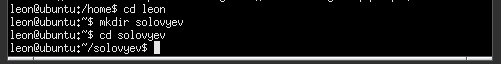 leon@ubuntu:/home$ cd leon
leon@ubuntu:~$ mkdir solovyev
leon@ubuntu:~$ cd solovyev
leon@ubuntu:~/solovyev$